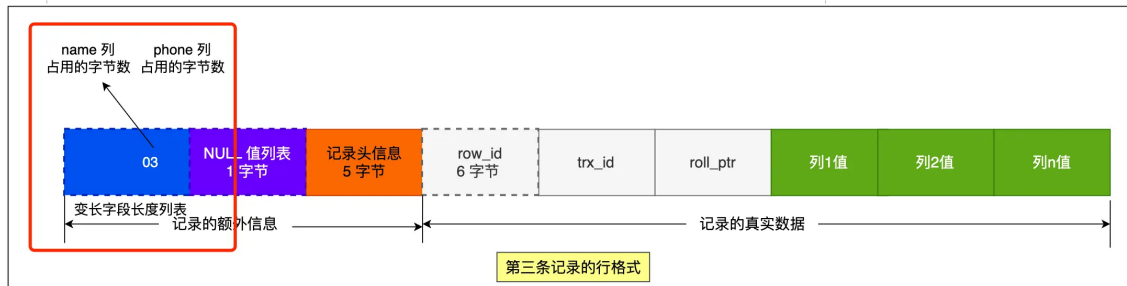 name 列
占用的字节数
phone 列
占用的字节数
03
NULL 值列表
1 字节
记录头信息
5 字节
row_id
6 字节
trx_id
roll_ptr
列1值
列2值
列n值
变长字段长度列表
记录的额外信息
记录的真实数据
第三条记录的行格式